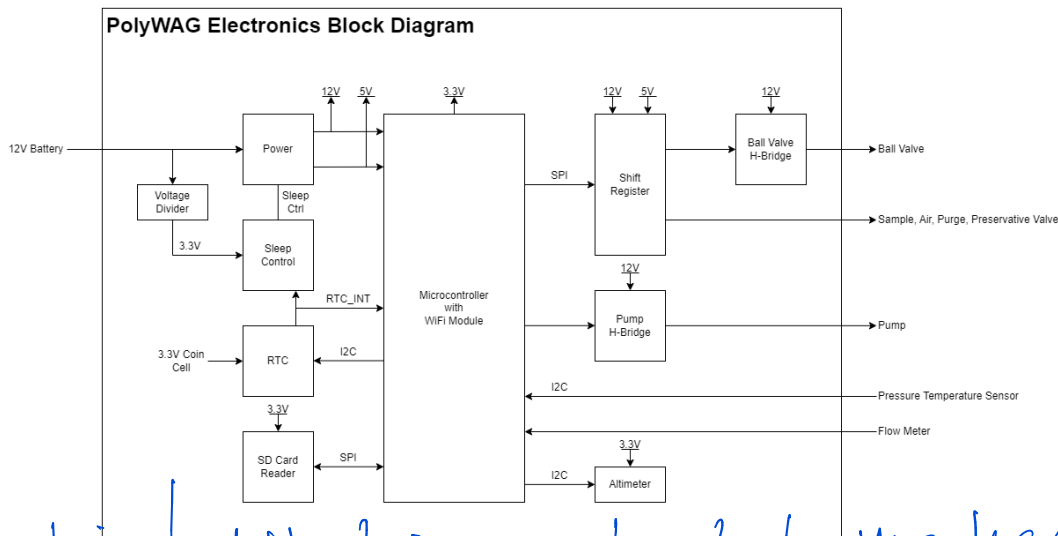 PolyWAG Electronics Block Diagram
12V
5V
3.3V
12V
5V
12V
12V Battery
Power
Shift
Register
Ball Valve
H-Bridge
Ball Valve
Voltage
Divider
Sleep
Ctrl
SPI
Sample, Air, Purge, Preservative Valve
3.3V
Sleep
Control
12V
RTC_INT
Microcontroller
with
WiFi Module
Pump
H-Bridge
Pump
3.3V Coin
Cell
RTC
I2C
I2C
Pressure Temperature Sensor
3.3V
Flow Meter
3.3V
SD Card
Reader
SPI
I2C
Altimeter